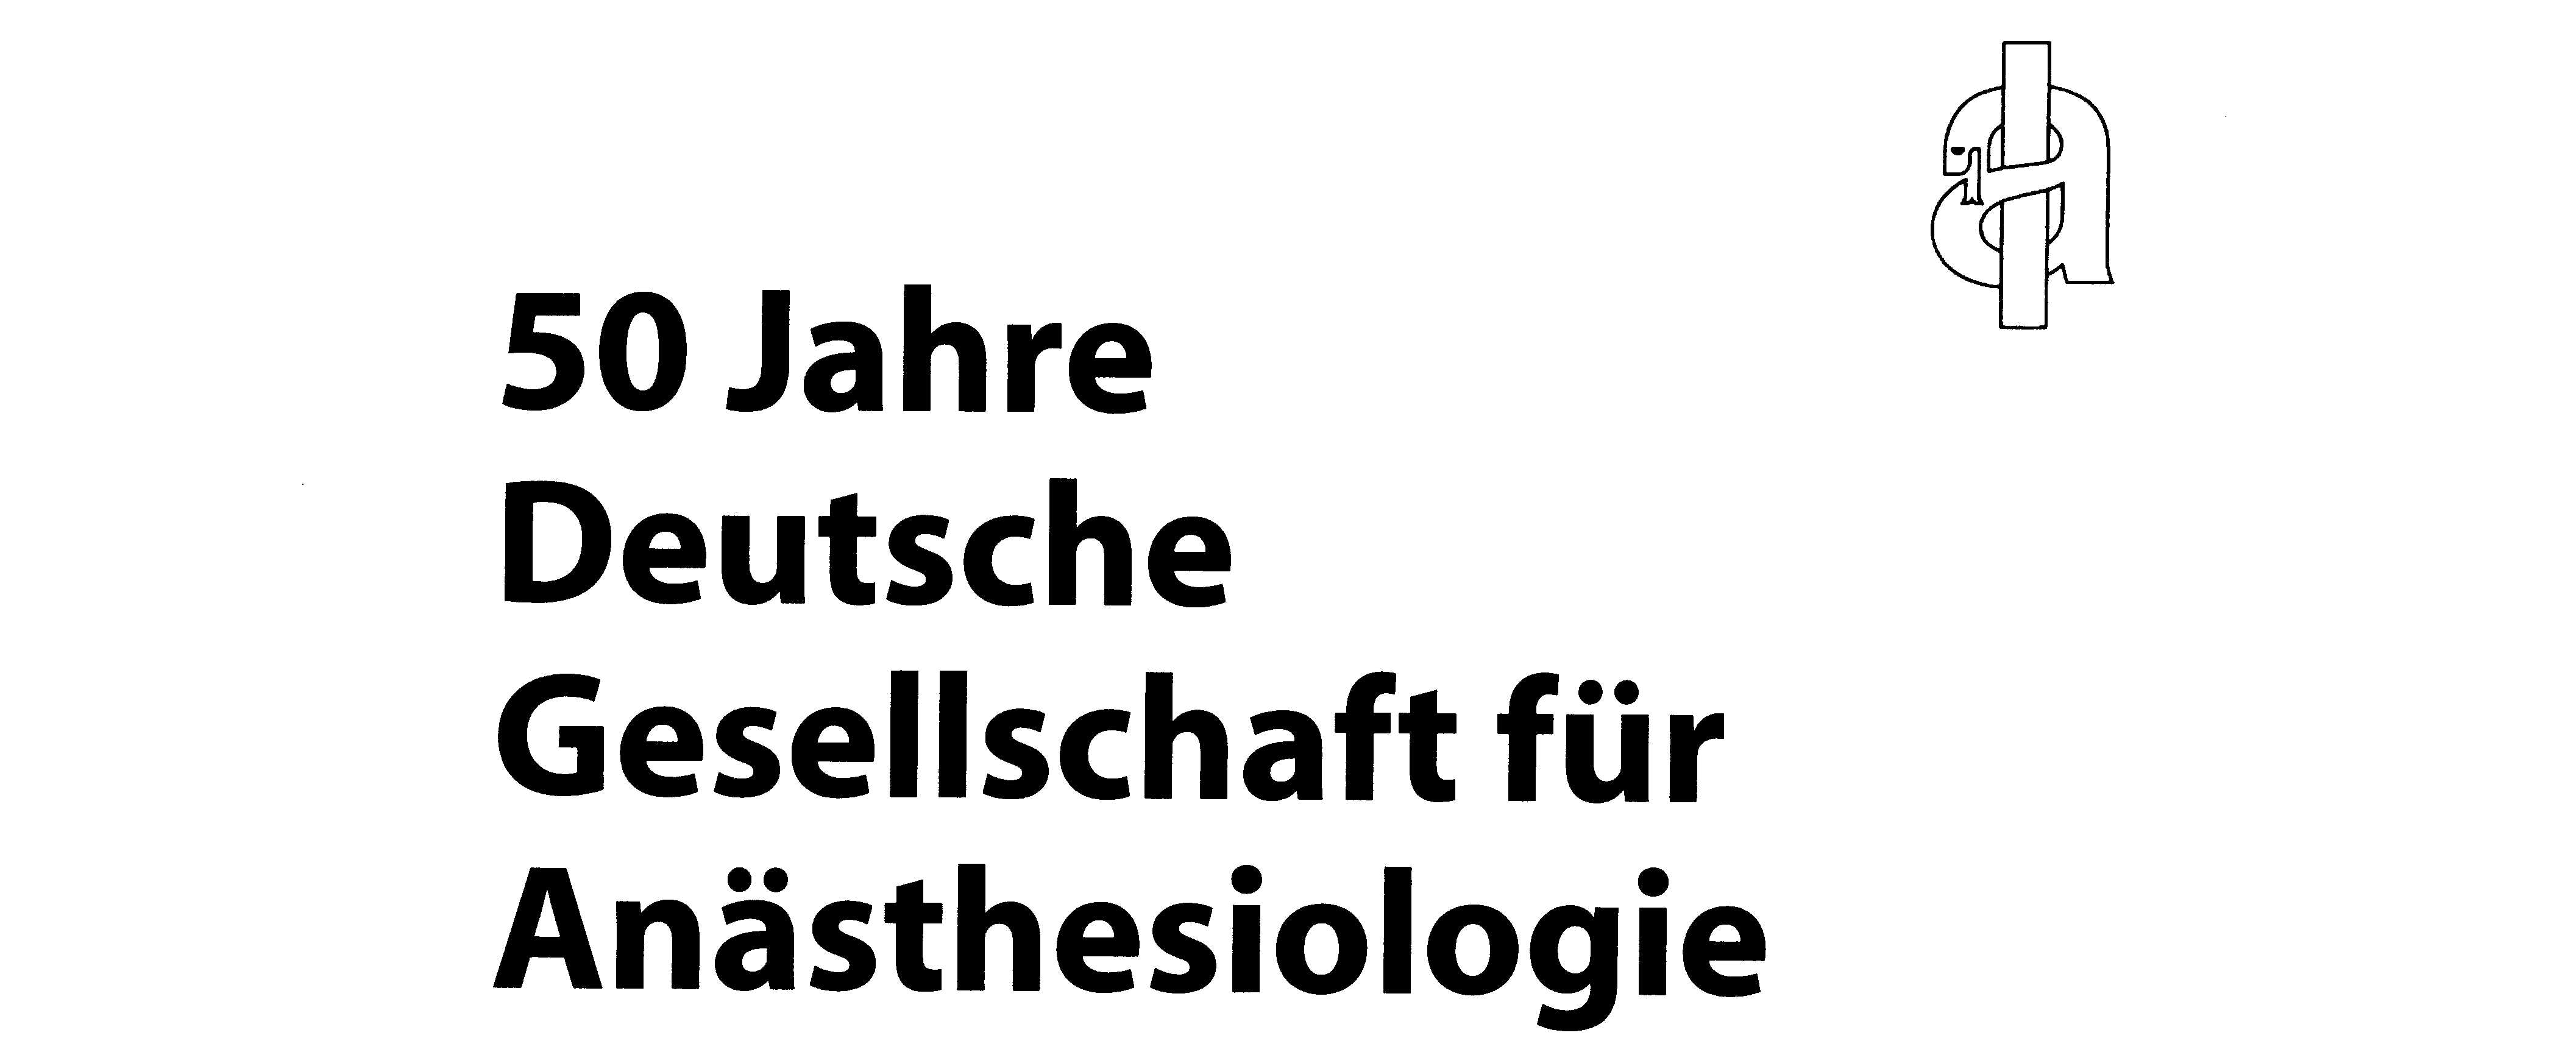 50 Jahre
Deutsche
Gesellschaft für
Anästhesiologie